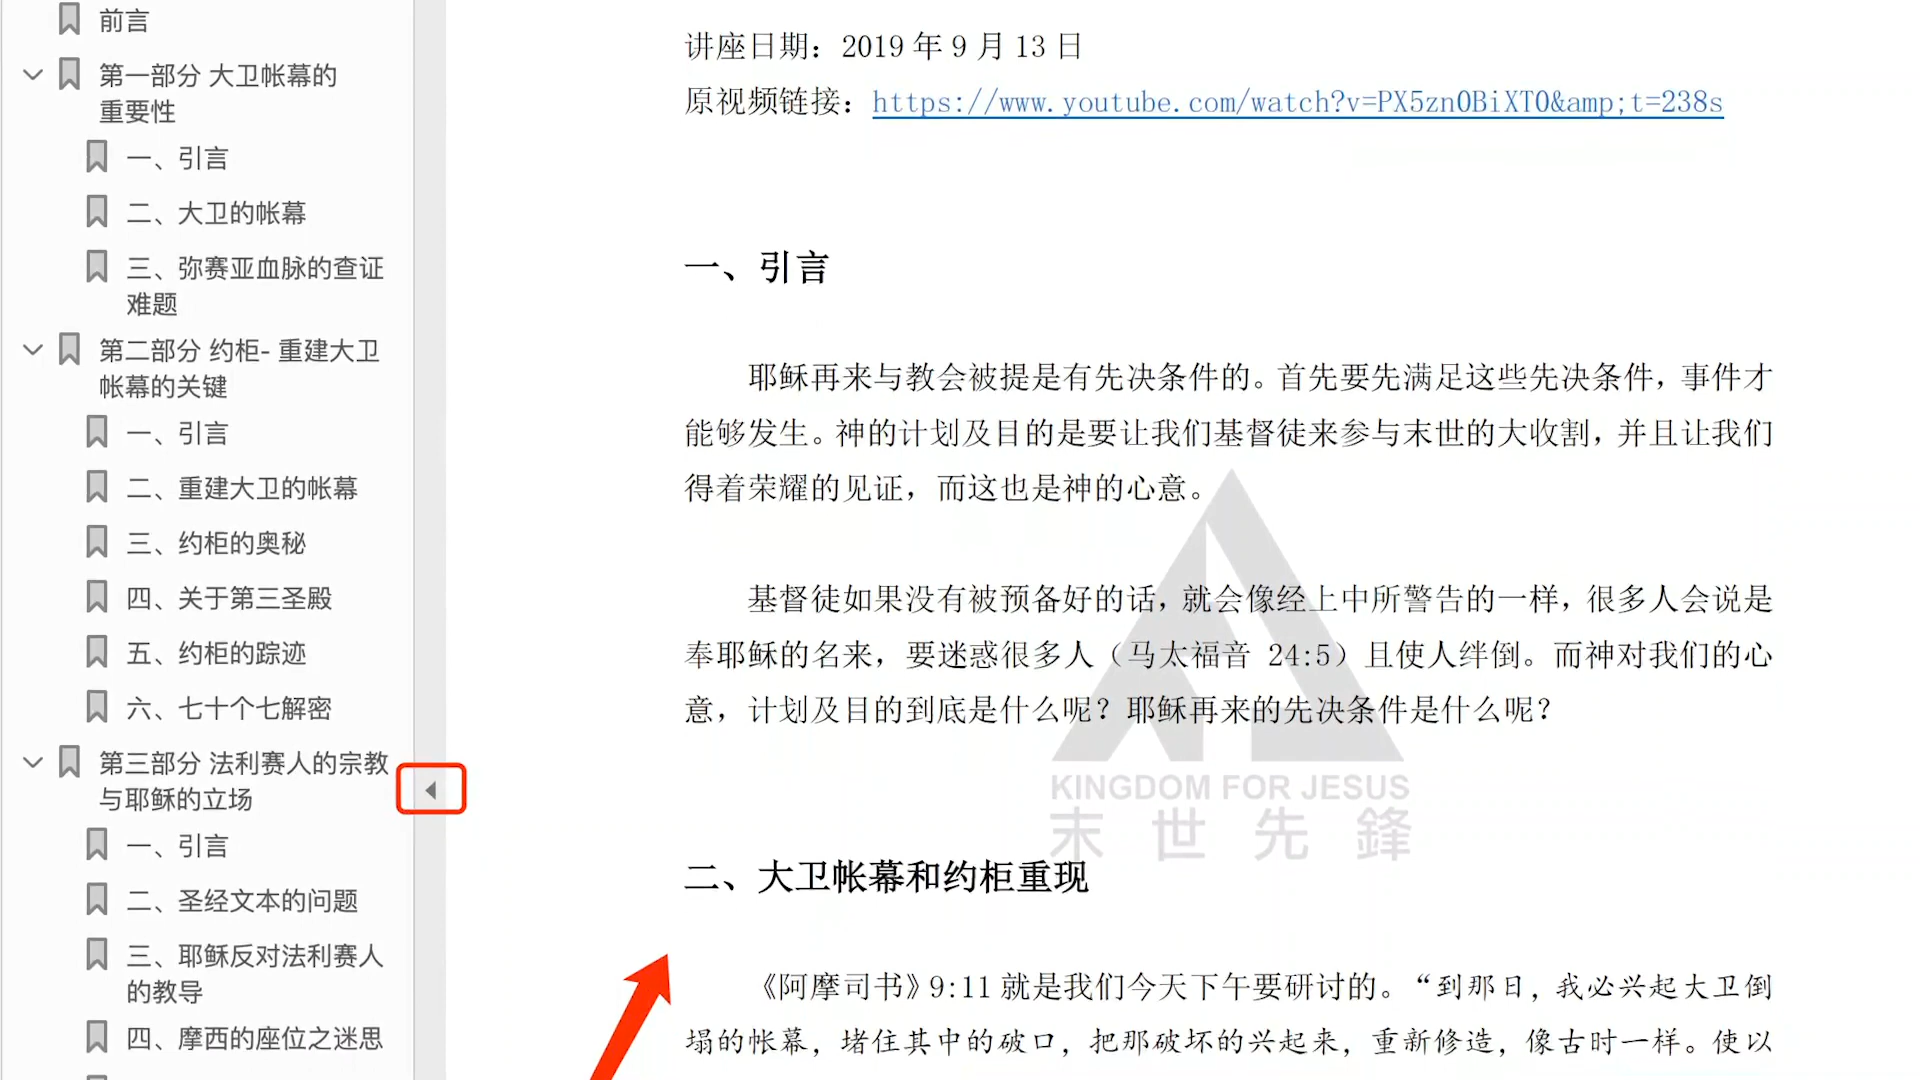 前言
第一部分 大卫帐幕的
重要性
一、引言
二、大卫的帐幕
三、弥赛亚血脉的查证
难题
第二部分 约柜- 重建大卫
帐幕的关键
一、引言
二、重建大卫的帐幕
三、约柜的奥秘
四、关于第三圣殿
五、约柜的踪迹
六、七十个七解密
第三部分 法利赛人的宗教
与耶稣的立场
一、引言
二、圣经文本的问题
三、耶稣反对法利赛人
的教导
四、摩西的座位之迷思
讲座日期：2019 年 9 月 13 日
原视频链接：https://www.youtube.com/watch?v=PX5znOBiXTO&amp;t=238s
一、引言
耶稣再来与教会被提是有先决条件的。首先要先满足这些先决条件，事件才
能够发生。神的计划及目的是要让我们基督徒来参与末世的大收割，并且让我们
得着荣耀的见证，而这也是神的心意。
基督徒如果没有被预备好的话，就会像经上中所警告的一样，很多人会说是
奉耶稣的名来，要迷惑很多人（马太福音 24:5）且使人绊倒。而神对我们的心
意，计划及目的到底是什么呢？耶稣再来的先决条件是什么呢？
KINGDOM FOR JESUS
末世先鋒
二、大卫帐幕和约柜重现
《阿摩司书》9:11 就是我们今天下午要研讨的。“到那日，我必兴起大卫倒
塌的帐幕，堵住其中的破口，把那破坏的兴起来，重新修造，像古时一样。使以